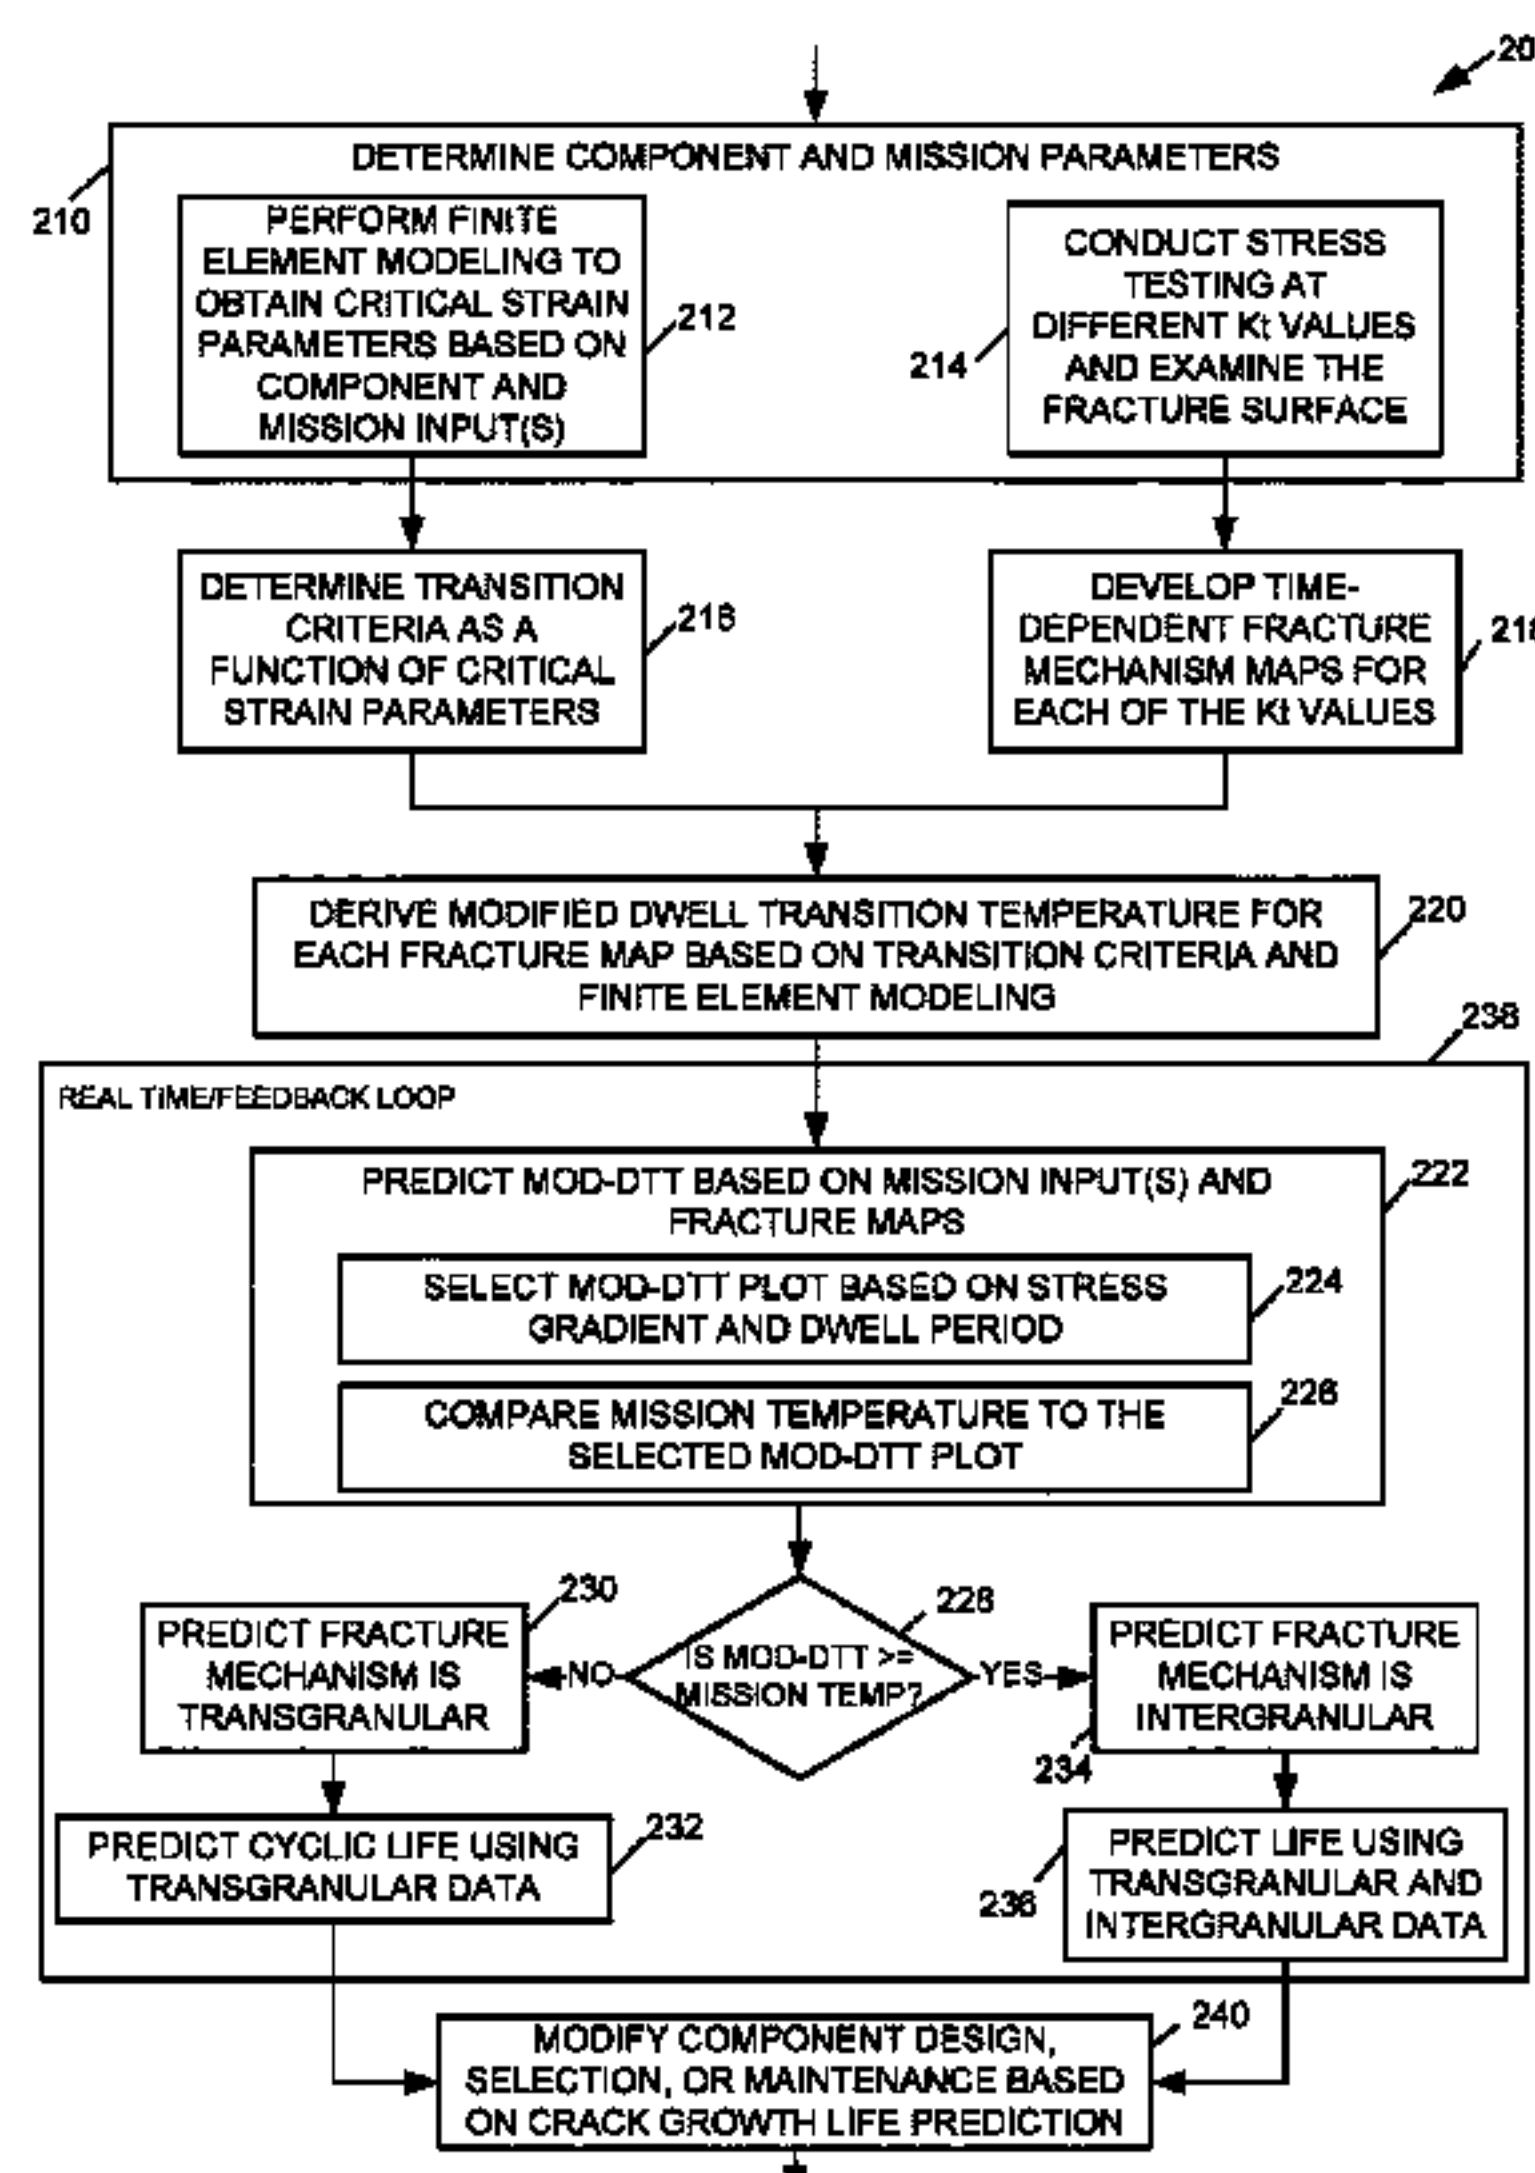 20
DETERMINE COMPONENT AND MISSION PARAMETERS
210
PERFORM FINITE
ELEMENT MODELING TO
OBTAIN CRITICAL STRAIN
PARAMETERS BASED ON
COMPONENT AND
MISSION INPUT(S)
212
CONDUCT STRESS
TESTING AT
DIFFERENT Kt VALUES
AND EXAMINE THE
FRACTURE SURFACE
214
DETERMINE TRANSITION
CRITERIA AS A
FUNCTION OF CRITICAL
STRAIN PARAMETERS
216
DEVELOP TIME-
DEPENDENT FRACTURE
MECHANISM MAPS FOR
EACH OF THE Kt VALUES
218
DERIVE MODIFIED DWELL TRANSITION TEMPERATURE FOR
EACH FRACTURE MAP BASED ON TRANSITION CRITERIA AND
FINITE ELEMENT MODELING
220
238
REAL TIME/FEEDBACK LOOP
PREDICT MOD-DTT BASED ON MISSION INPUT(S) AND
FRACTURE MAPS
222
SELECT MOD-DTT PLOT BASED ON STRESS
GRADIENT AND DWELL PERIOD
224
COMPARE MISSION TEMPERATURE TO THE
SELECTED MOD-DTT PLOT
226
IS MOD-DTT >=
MISSION TEMP?
228
NO
YES
PREDICT FRACTURE
MECHANISM IS
TRANSGRANULAR
230
PREDICT FRACTURE
MECHANISM IS
INTERGRANULAR
234
PREDICT CYCLIC LIFE USING
TRANSGRANULAR DATA
232
PREDICT LIFE USING
TRANSGRANULAR AND
INTERGRANULAR DATA
236
MODIFY COMPONENT DESIGN,
SELECTION, OR MAINTENANCE BASED
ON CRACK GROWTH LIFE PREDICTION
240